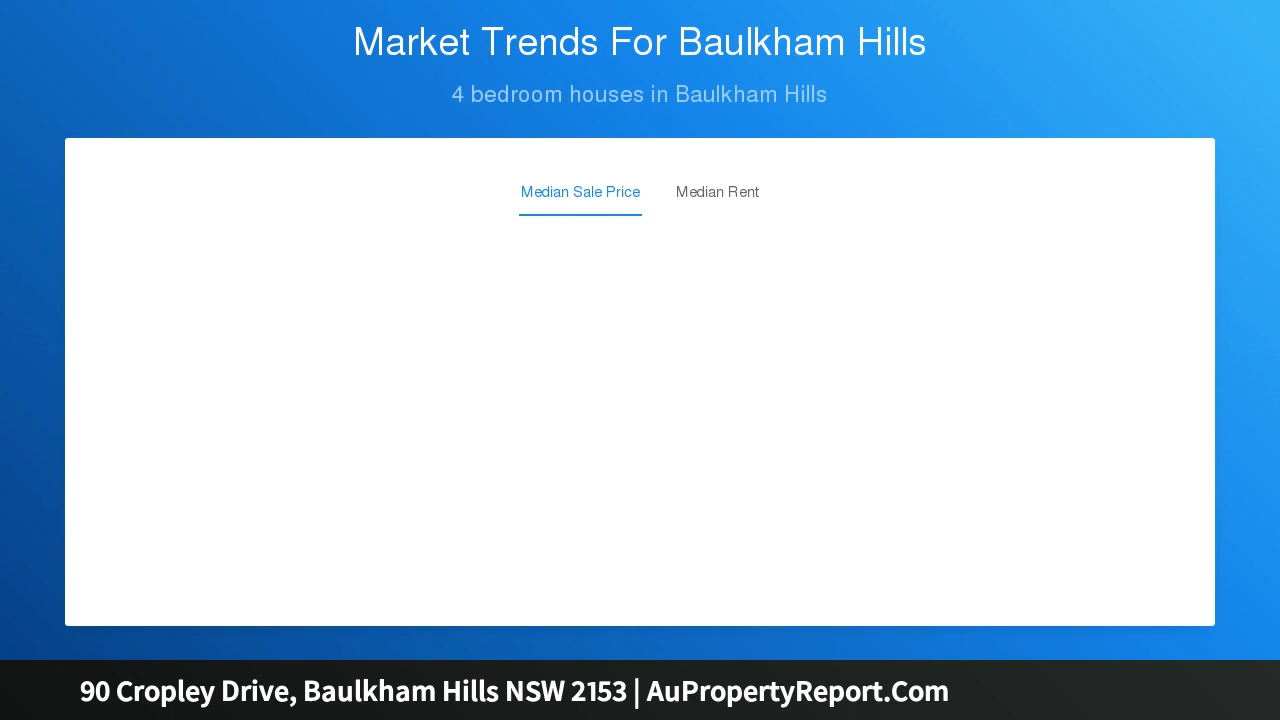 Market Trends For Baulkham Hills
4 bedroom houses in Baulkham Hills
Median Sale Price
Median Rent
90 Cropley Drive, Baulkham Hills NSW 2153 | AuPropertyReport.Com